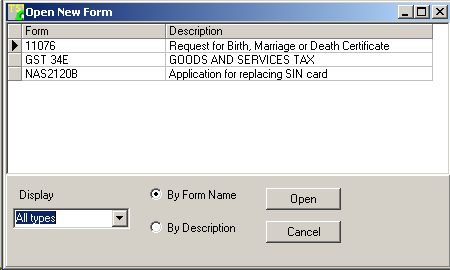 Open New Form
Form Description
11076 Request for Birth, Marriage or Death Certificate
GST 34E GOODS AND SERVICES TAX
NAS2120B Application for replacing SIN card
Display
All types
By Form Name
By Description
Open
Cancel